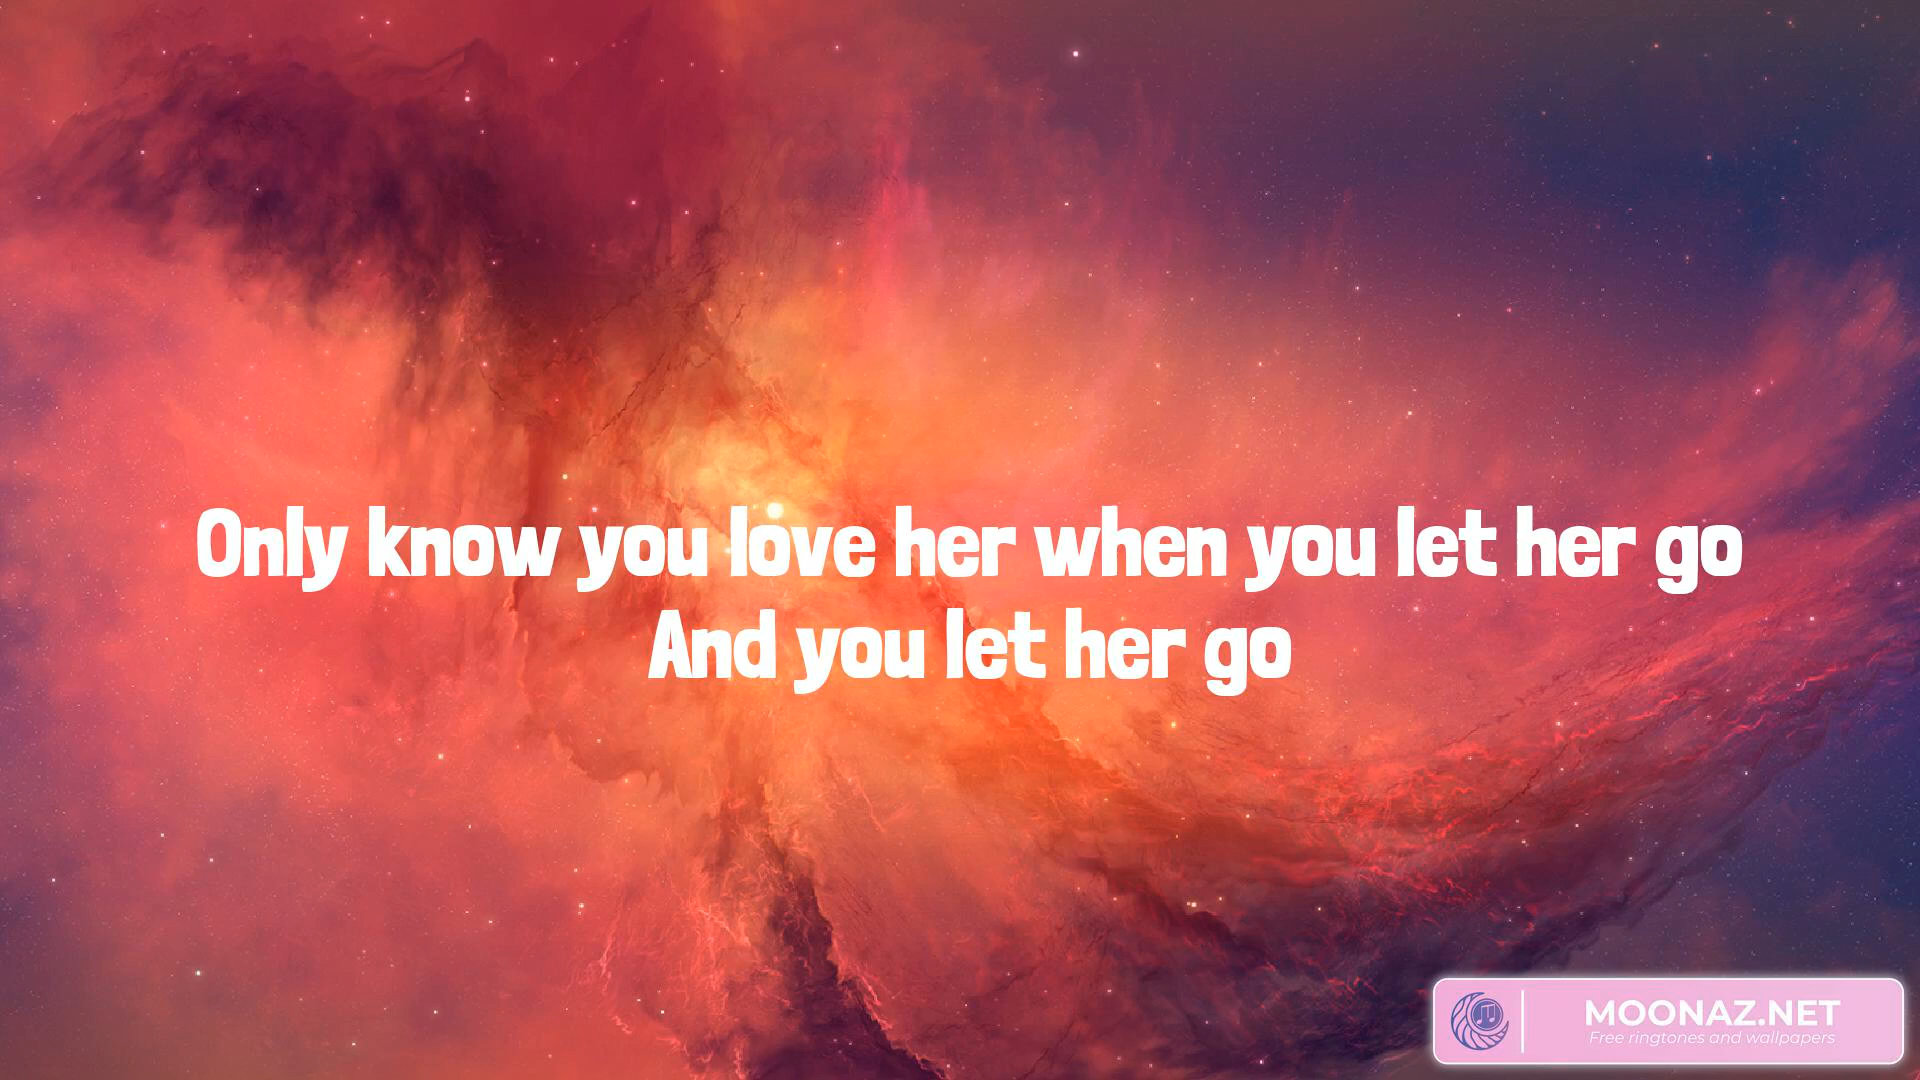 Only know you love her when you let her go
And you let her go
MOONAZ.NET
Free ringtones and wallpapers